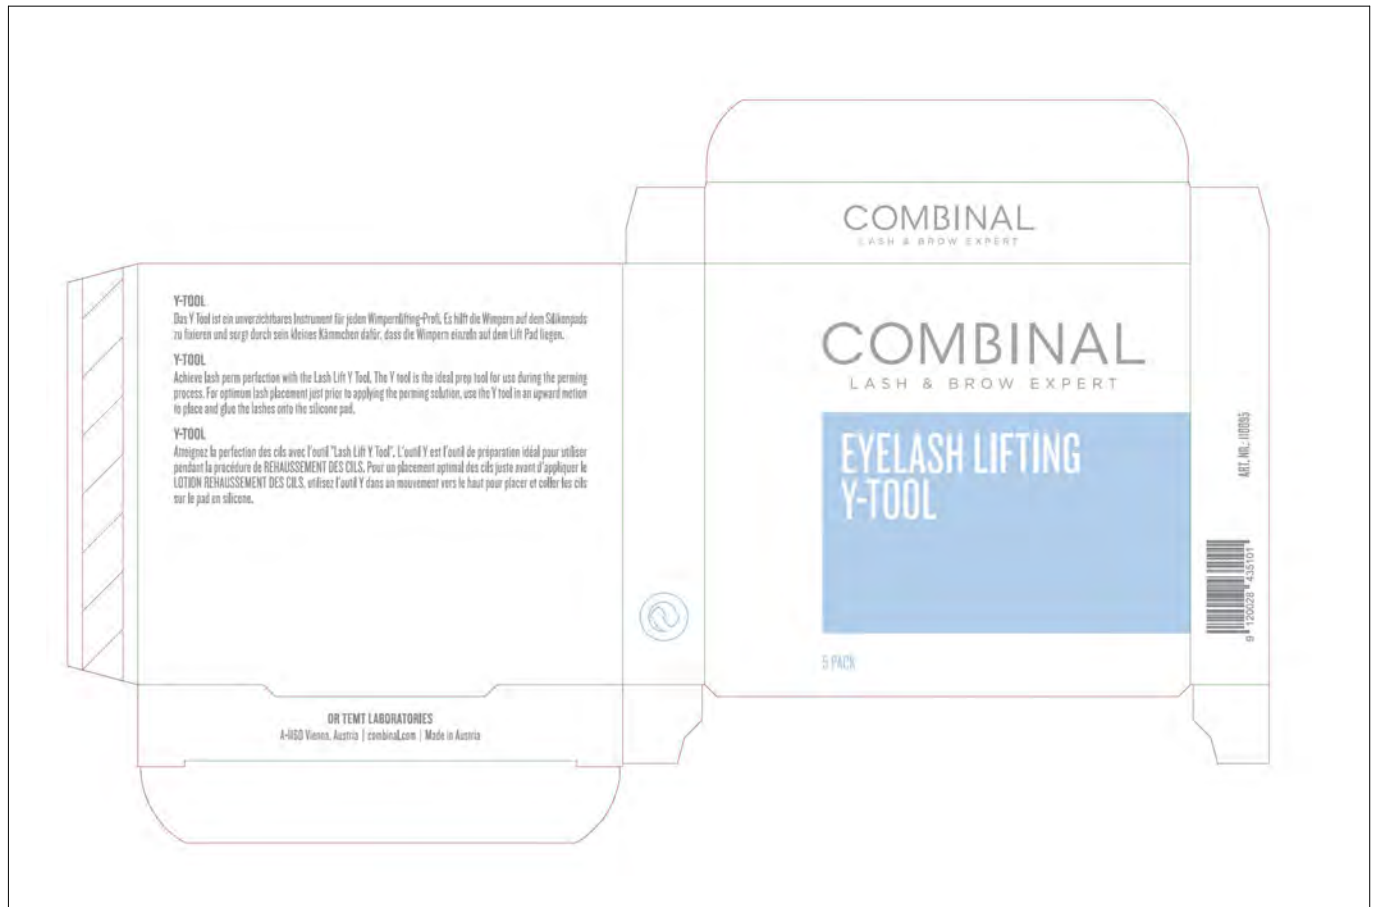 COMBINAL
LASH & BROW EXPERT
Y-TOOL
Das Y Tool ist ein unverzichtbares Instrument für jeden Wimpernlifting-Profi. Es hilft die Wimpern auf dem Silikonpads
zu fixieren und sorgt durch sein kleines Kämmchen dafür, dass die Wimpern einzeln auf dem Lift Pad liegen.
Y-TOOL
Achieve lash perm perfection with the Lash Lift Y Tool. The Y tool is the ideal prep tool for use during the perming
process. For optimum lash placement just prior to applying the perming solution, use the Y tool in an upward motion
to place and glue the lashes onto the silicone pad.
Y-TOOL
Atteignez la perfection des cils avec l'outil "Lash Lift Y Tool". L'outil Y est l'outil de préparation idéal pour utiliser
pendant la procédure de REHAUSSEMENT DES CILS. Pour un placement optimal des cils juste avant d'appliquer le
LOTION REHAUSSEMENT DES CILS, utilisez l'outil Y dans un mouvement vers le haut pour placer et coller les cils
sur le pad en silicone.
DR TEMT LABORATORIES
A-1150 Vienna, Austria | combinal.com | Made in Austria
COMBINAL
LASH & BROW EXPERT
EYELASH LIFTING
Y-TOOL
5 PACK
ART. NR.: 110095
9 120028 435101